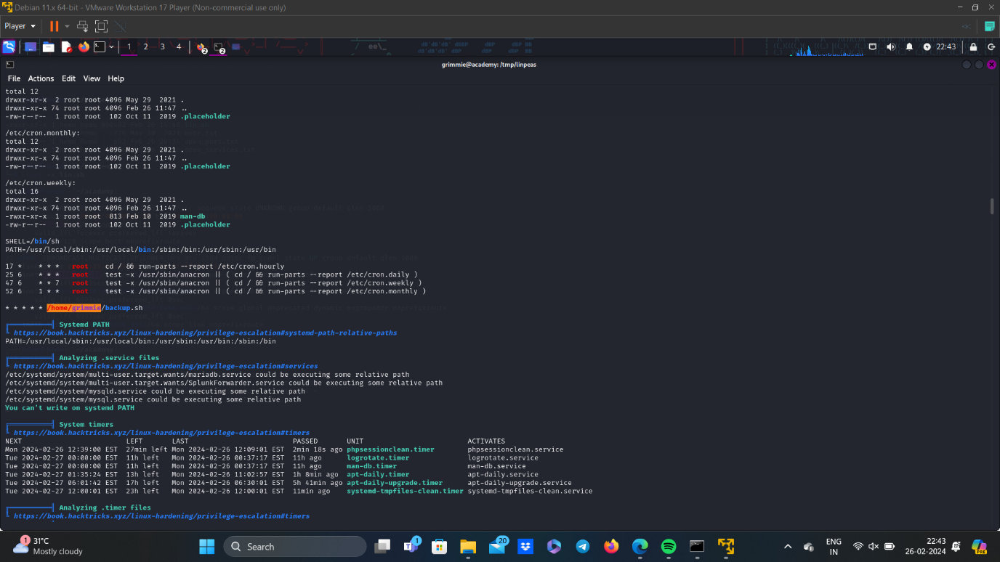 Debian 11.x 64-bit - VMware Workstation 17 Player (Non-commercial use only)
Player
1 2 3 4
2
2
22:43
grimmie@academy: /tmp/linpeas
File Actions Edit View Help
total 12
drwxr-xr-x  2 root root 4096 May 29  2021 .
drwxr-xr-x 74 root root 4096 Feb 26 11:47 ..
-rw-r--r--  1 root root  102 Oct 11  2019 .placeholder
/etc/cron.monthly:
total 12
drwxr-xr-x  2 root root 4096 May 29  2021 .
drwxr-xr-x 74 root root 4096 Feb 26 11:47 ..
-rw-r--r--  1 root root  102 Oct 11  2019 .placeholder
/etc/cron.weekly:
total 16
drwxr-xr-x  2 root root 4096 May 29  2021 .
drwxr-xr-x 74 root root 4096 Feb 26 11:47 ..
-rwxr-xr-x  1 root root  813 Feb 10  2019 man-db
-rw-r--r--  1 root root  102 Oct 11  2019 .placeholder
SHELL=/bin/sh
PATH=/usr/local/sbin:/usr/local/bin:/sbin:/bin:/usr/sbin:/usr/bin
17 *    * * *   root    cd / && run-parts --report /etc/cron.hourly
25 6    * * *   root    test -x /usr/sbin/anacron || ( cd / && run-parts --report /etc/cron.daily )
47 6    * * 7   root    test -x /usr/sbin/anacron || ( cd / && run-parts --report /etc/cron.weekly )
52 6    1 * *   root    test -x /usr/sbin/anacron || ( cd / && run-parts --report /etc/cron.monthly )
* * * * * /home/grimmie/backup.sh
Systemd PATH
https://book.hacktricks.xyz/linux-hardening/privilege-escalation#systemd-path-relative-paths
PATH=/usr/local/sbin:/usr/local/bin:/usr/sbin:/usr/bin:/sbin:/bin
Analyzing .service files
https://book.hacktricks.xyz/linux-hardening/privilege-escalation#services
/etc/systemd/system/multi-user.target.wants/mariadb.service could be executing some relative path
/etc/systemd/system/multi-user.target.wants/SplunkForwarder.service could be executing some relative path
/etc/systemd/system/mysqld.service could be executing some relative path
/etc/systemd/system/mysql.service could be executing some relative path
You can't write on systemd PATH
System timers
https://book.hacktricks.xyz/linux-hardening/privilege-escalation#timers
NEXT LEFT LAST PASSED UNIT ACTIVATES
Mon 2024-02-26 12:39:00 EST 27min left Mon 2024-02-26 12:09:01 EST 2min 18s ago phpsessionclean.timer phpsessionclean.service
Tue 2024-02-27 00:00:00 EST 11h left Mon 2024-02-26 00:37:17 EST 11h ago logrotate.timer logrotate.service
Tue 2024-02-27 00:00:00 EST 11h left Mon 2024-02-26 00:37:17 EST 11h ago man-db.timer man-db.service
Tue 2024-02-27 01:35:24 EST 13h left Mon 2024-02-26 11:02:57 EST 1h 8min ago apt-daily.timer apt-daily.service
Tue 2024-02-27 06:01:42 EST 17h left Mon 2024-02-26 06:30:01 EST 5h 41min ago apt-daily-upgrade.timer apt-daily-upgrade.service
Tue 2024-02-27 12:00:01 EST 23h left Mon 2024-02-26 12:00:01 EST 11min ago systemd-tmpfiles-clean.timer systemd-tmpfiles-clean.service
Analyzing .timer files
https://book.hacktricks.xyz/linux-hardening/privilege-escalation#timers
1
31°C
Mostly cloudy
Search
1
20
ENG
IN
22:43
26-02-2024
PRE